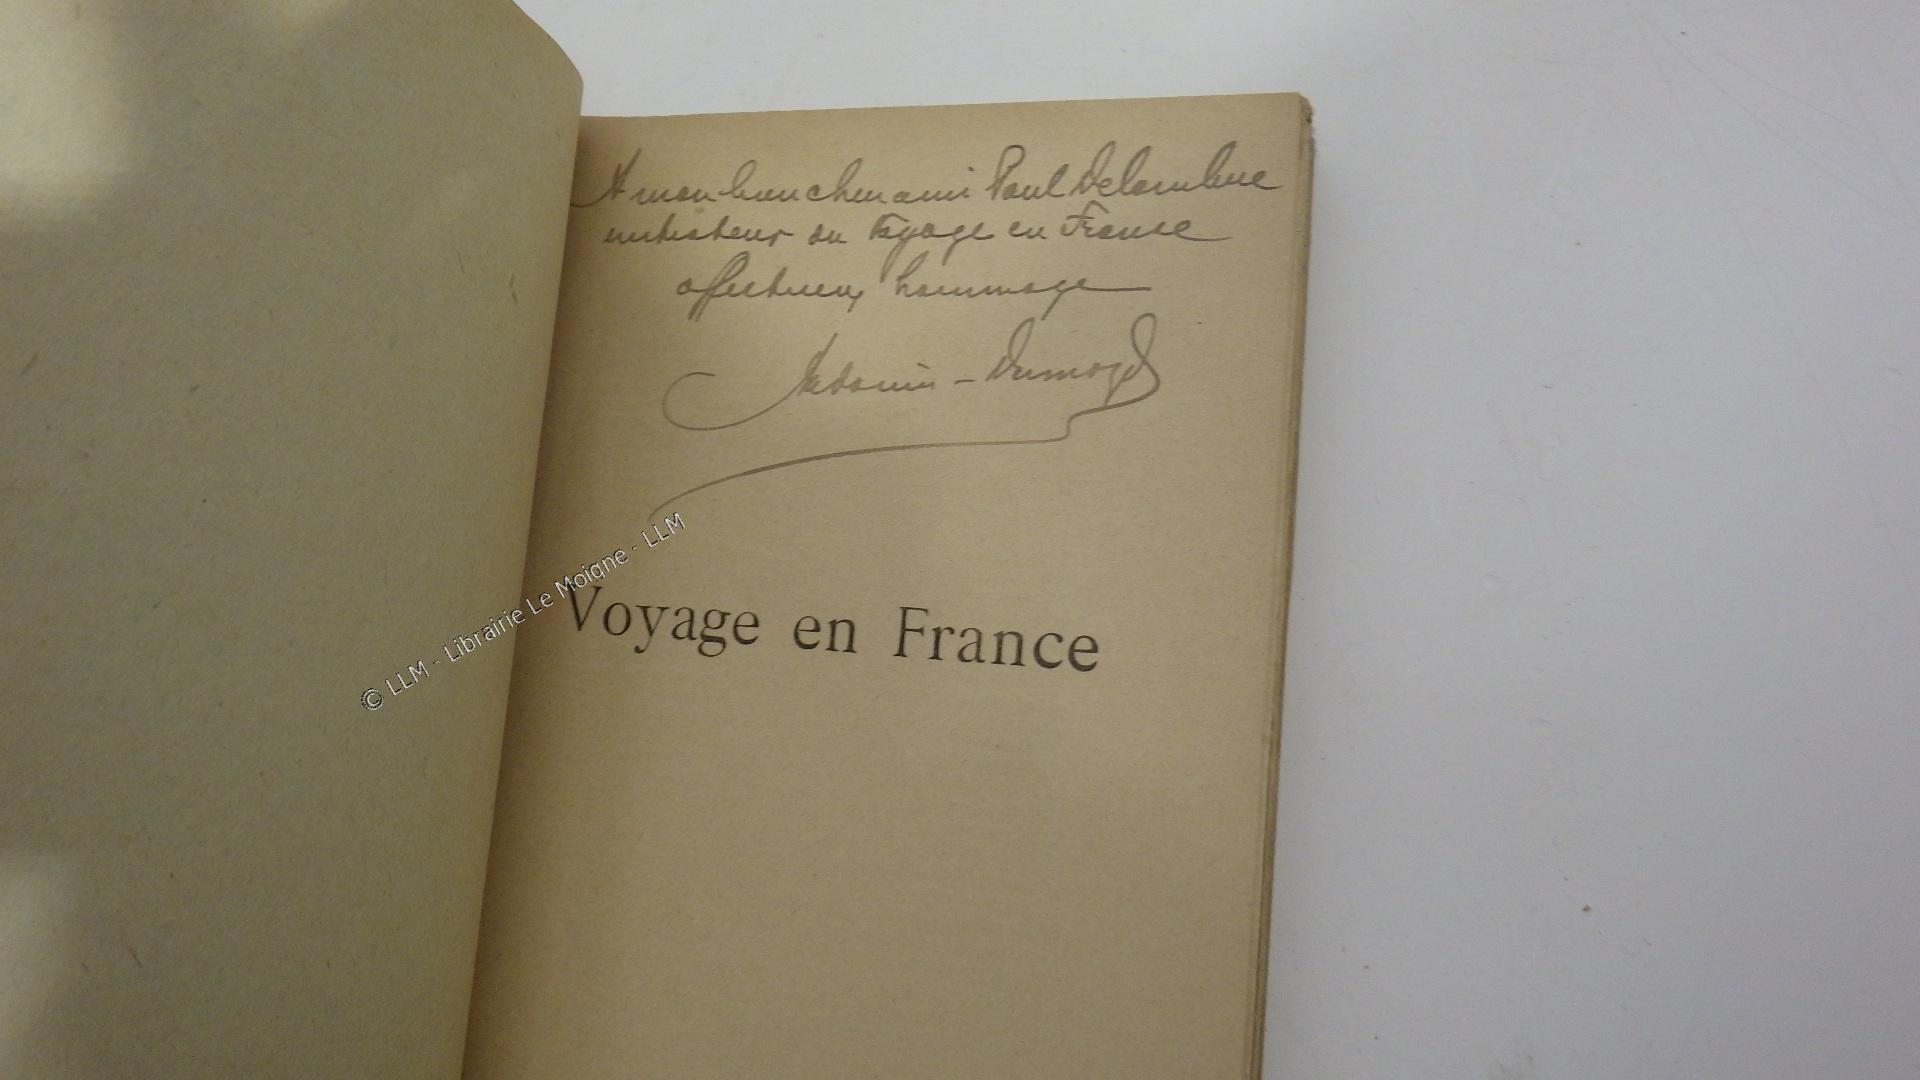 A mon bien cher ami Paul Delombre
initiateur du Voyage en France
affectueux hommage
Ardouin-Dumazet
Voyage en France
© LLM - Librairie Le Moigne - LLM